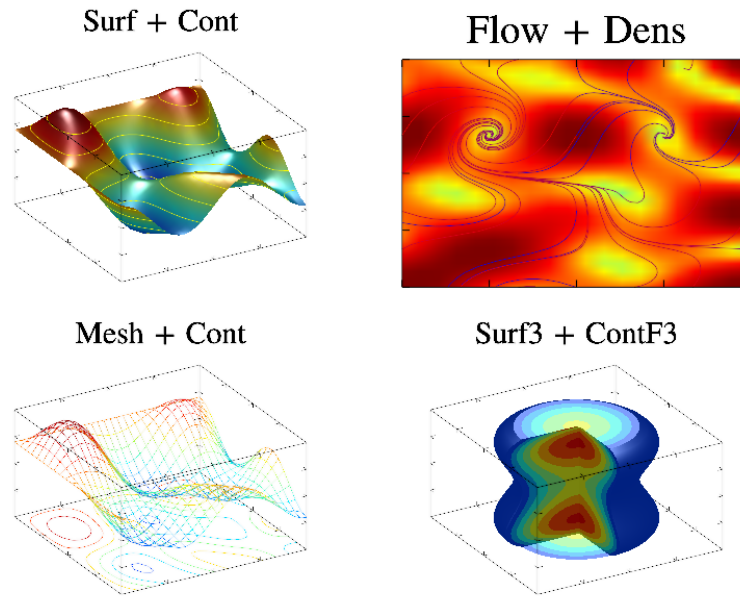 Surf + Cont
Flow + Dens
Mesh + Cont
Surf3 + ContF3